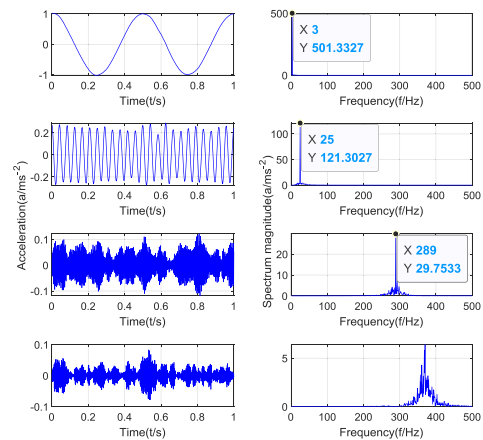 1
0
-1
0 0.2 0.4 0.6 0.8 1
Time(t/s)
500
0
X 3
Y 501.3327
0 100 200 300 400 500
Frequency(f/Hz)
0.2
0
-0.2
0 0.2 0.4 0.6 0.8 1
Time(t/s)
100
50
0
X 25
Y 121.3027
0 100 200 300 400 500
Frequency(f/Hz)
Acceleration(a/ms-2)
Spectrum magnitude(a/ms-2)
0.1
0
-0.1
0 0.2 0.4 0.6 0.8 1
Time(t/s)
20
10
0
X 289
Y 29.7533
0 100 200 300 400 500
Frequency(f/Hz)
0.1
0
-0.1
0 0.2 0.4 0.6 0.8 1
Time(t/s)
5
0
0 100 200 300 400 500
Frequency(f/Hz)